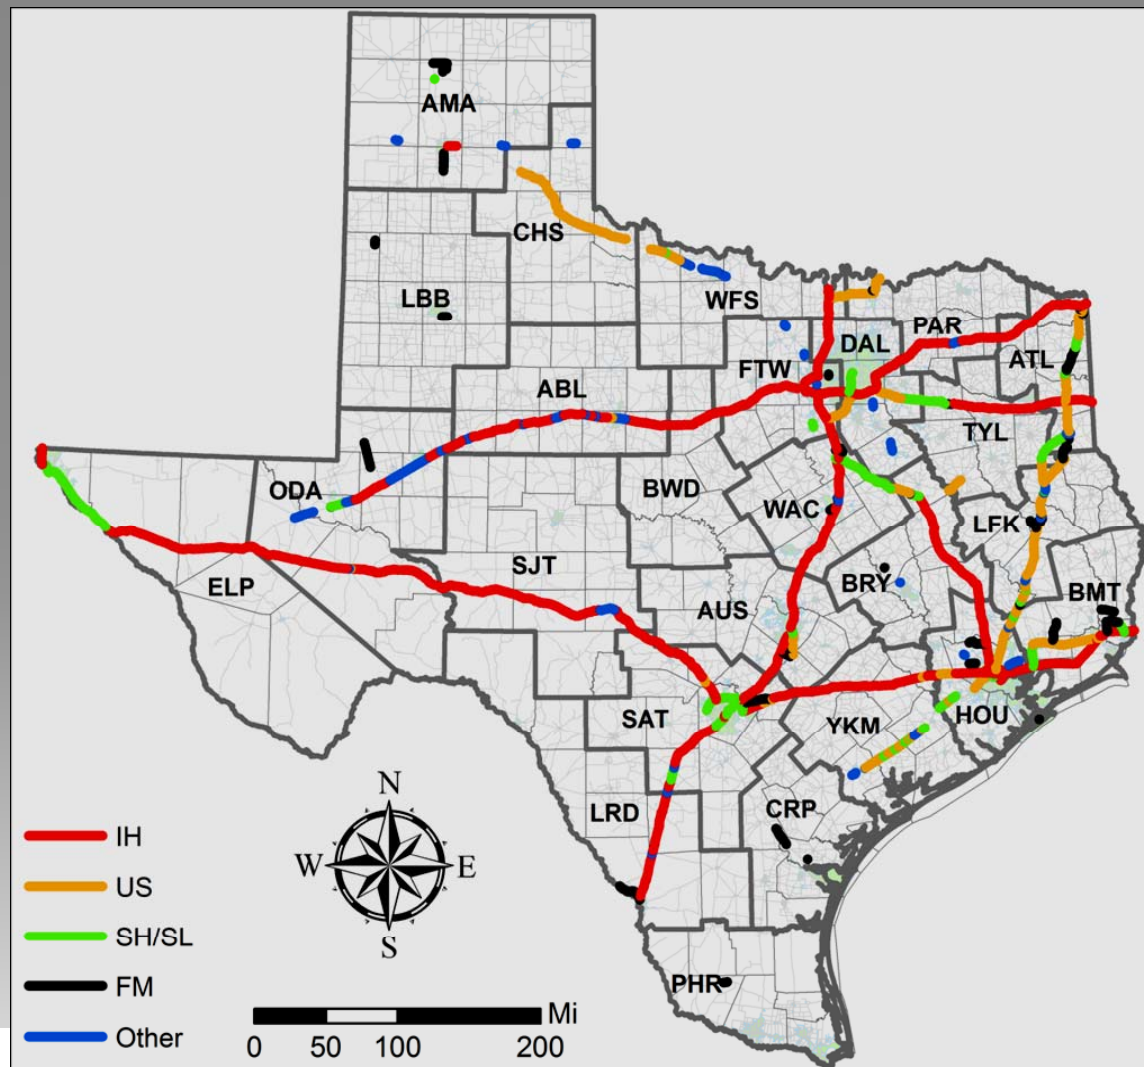 AMA
CHS
LBB
WFS
PAR
DAL
ATL
FTW
ABL
TYL
ODA
BWD
WAC
LFK
SJT
ELP
BRY
BMT
AUS
SAT
YKM
HOU
LRD
CRP
PHR
IH
US
SH/SL
FM
Other
N
W E
S
Mi
0 50 100 200